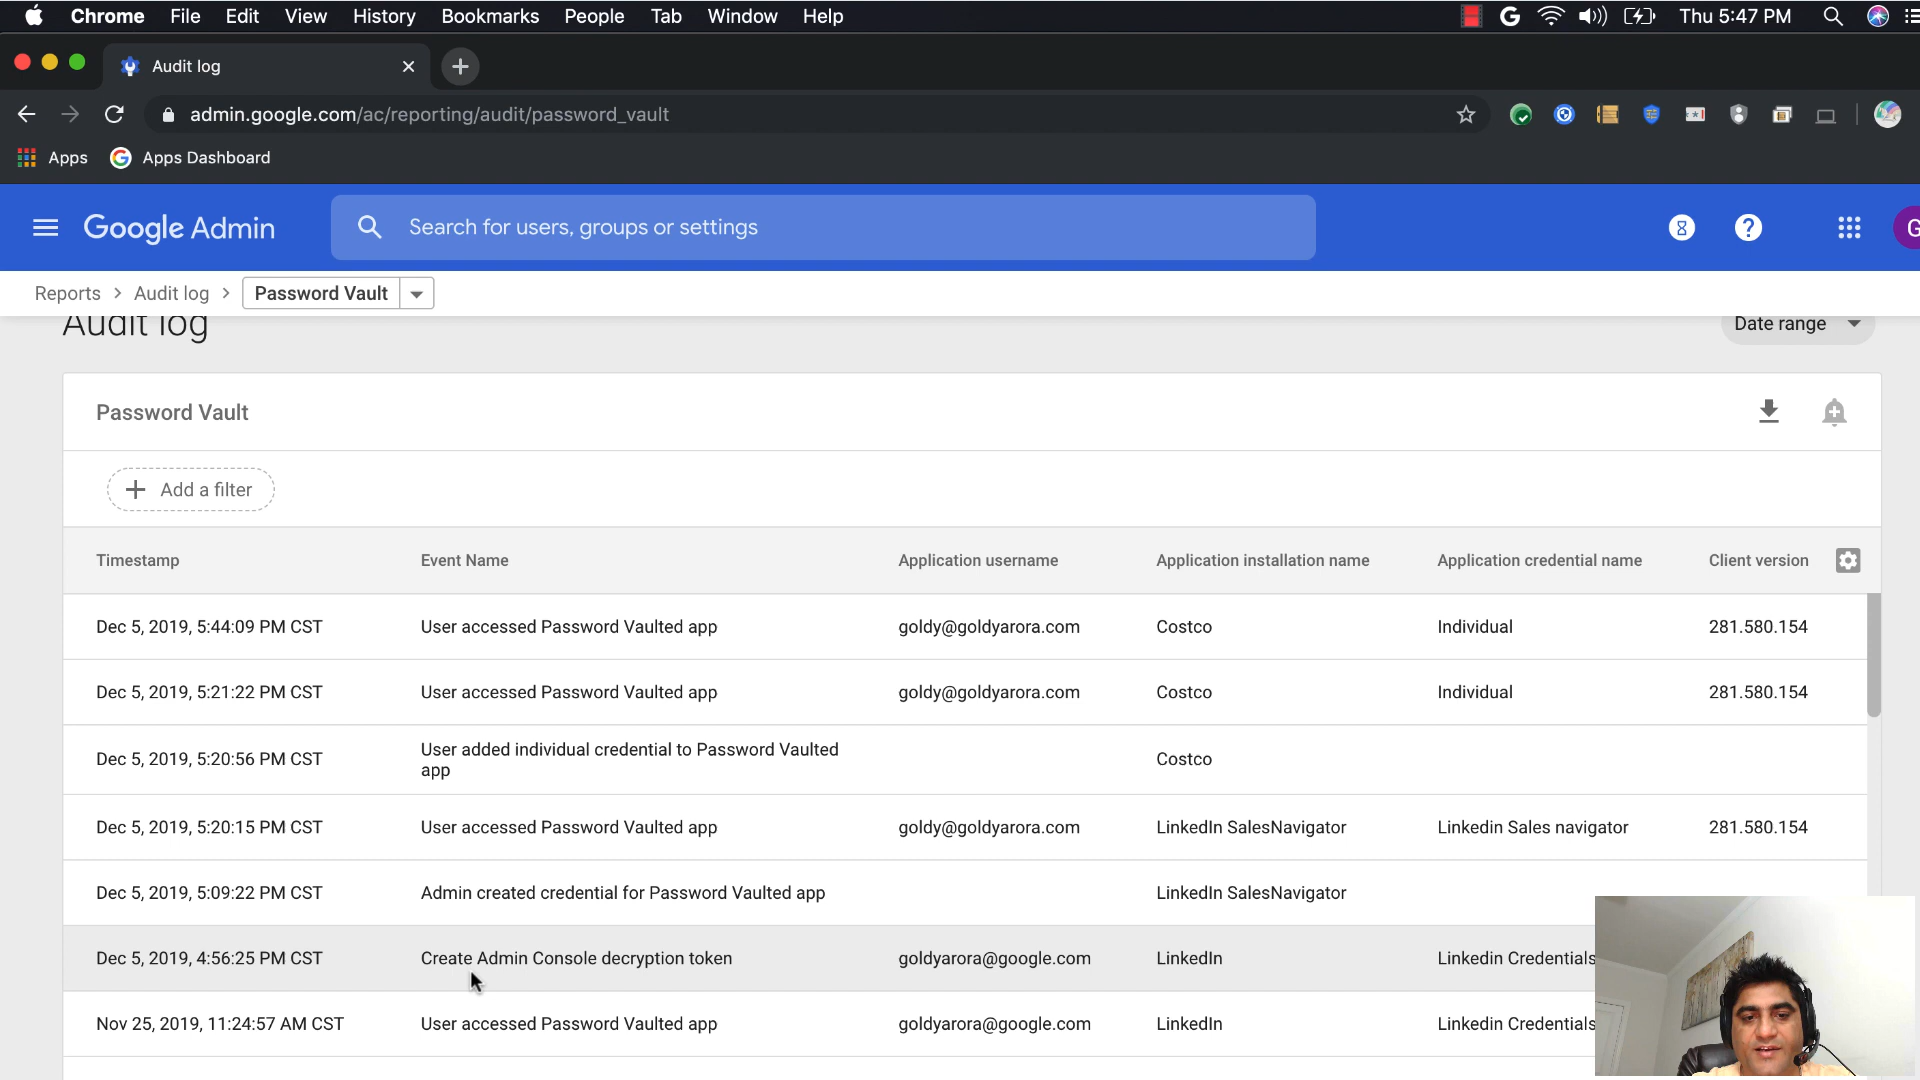 Chrome File Edit View History Bookmarks People Tab Window Help Thu 5:47 PM
Audit log
admin.google.com/ac/reporting/audit/password_vault
Apps Apps Dashboard
Google Admin Search for users, groups or settings G
Reports Audit log Password Vault
Audit log Date range
Password Vault
Add a filter
Timestamp Event Name Application username Application installation name Application credential name Client version
Dec 5, 2019, 5:44:09 PM CST User accessed Password Vaulted app goldy@goldyarora.com Costco Individual 281.580.154
Dec 5, 2019, 5:21:22 PM CST User accessed Password Vaulted app goldy@goldyarora.com Costco Individual 281.580.154
Dec 5, 2019, 5:20:56 PM CST User added individual credential to Password Vaulted Costco
app
Dec 5, 2019, 5:20:15 PM CST User accessed Password Vaulted app goldy@goldyarora.com LinkedIn SalesNavigator Linkedin Sales navigator 281.580.154
Dec 5, 2019, 5:09:22 PM CST Admin created credential for Password Vaulted app LinkedIn SalesNavigator
Dec 5, 2019, 4:56:25 PM CST Create Admin Console decryption token goldyarora@google.com LinkedIn Linkedin Credentials
Nov 25, 2019, 11:24:57 AM CST User accessed Password Vaulted app goldyarora@google.com LinkedIn Linkedin Credentials